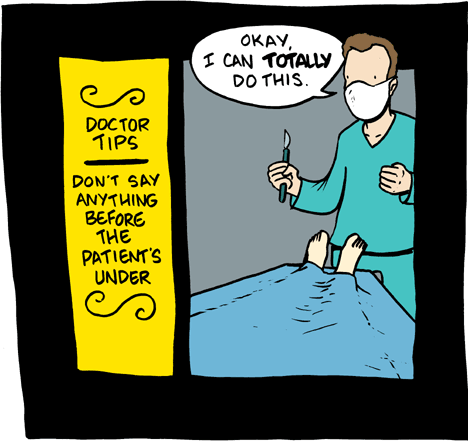 DOCTOR
TIPS
DON'T SAY
ANYTHING
BEFORE
THE
PATIENT'S
UNDER
OKAY,
I CAN TOTALLY
DO THIS.